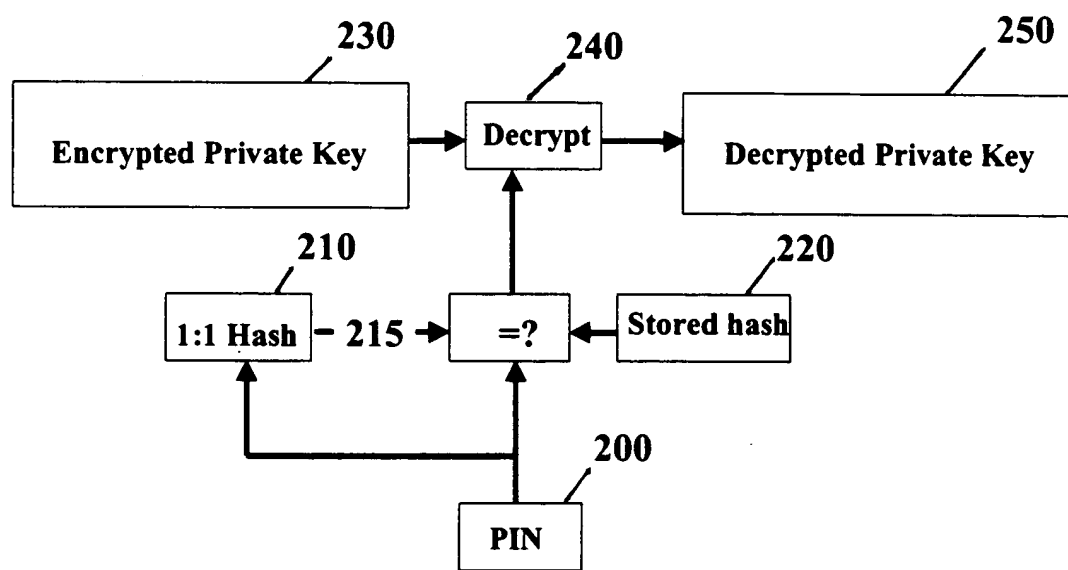 230
240
250
Encrypted Private Key
Decrypt
Decrypted Private Key
210
220
1:1 Hash
215
=?
Stored hash
200
PIN